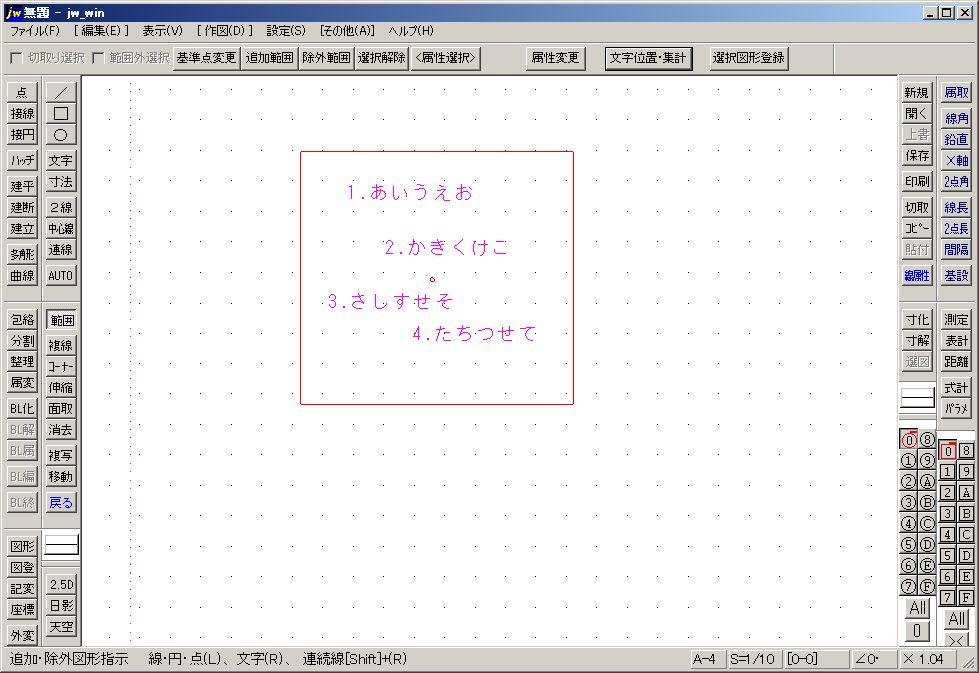 jw 無題 - jw_win
ファイル(F) [編集(E)] 表示(V) [作図(D)] 設定(S) [その他(A)] ヘルプ(H)
切取り選択 範囲外選択 基準点変更 追加範囲 除外範囲 選択解除 <属性選択> 属性変更 文字位置・集計 選択図形登録
点 ／ 新規 属取
接線 □ 開く 線角
接円 ○ 上書 鉛直
ハッチ 文字 保存 X軸
建平 寸法 印刷 2点角
建断 2線 切取 線長
建立 中心線 コピー 2点長
多角形 連線 貼付 間隔
曲線 AUTO 線属性 基設
1.あいうえお
2.かきくけこ
3.さしすせそ
4.たちつせて
包絡 範囲 寸化 測定
分割 複線 寸解 表計
整理 コーナー 選図 距離
属変 伸縮 式計
BL化 面取 パラメ
BL解 消去
BL属 複写
BL編 移動
BL終 戻る
図形
図登 2.5D
記変 日影
座標 天空
外変
0 8 0 8
1 9 1 9
2 A 2 A
3 B 3 B
4 C 4 C
5 D 5 D
6 E 6 E
7 F 7 F
All All
0 ×
追加・除外図形指示 線・円・点(L)、文字(R)、 連続線[Shift]+(R) A-4 S=1/10 [0-0] ∠0・ × 1.04